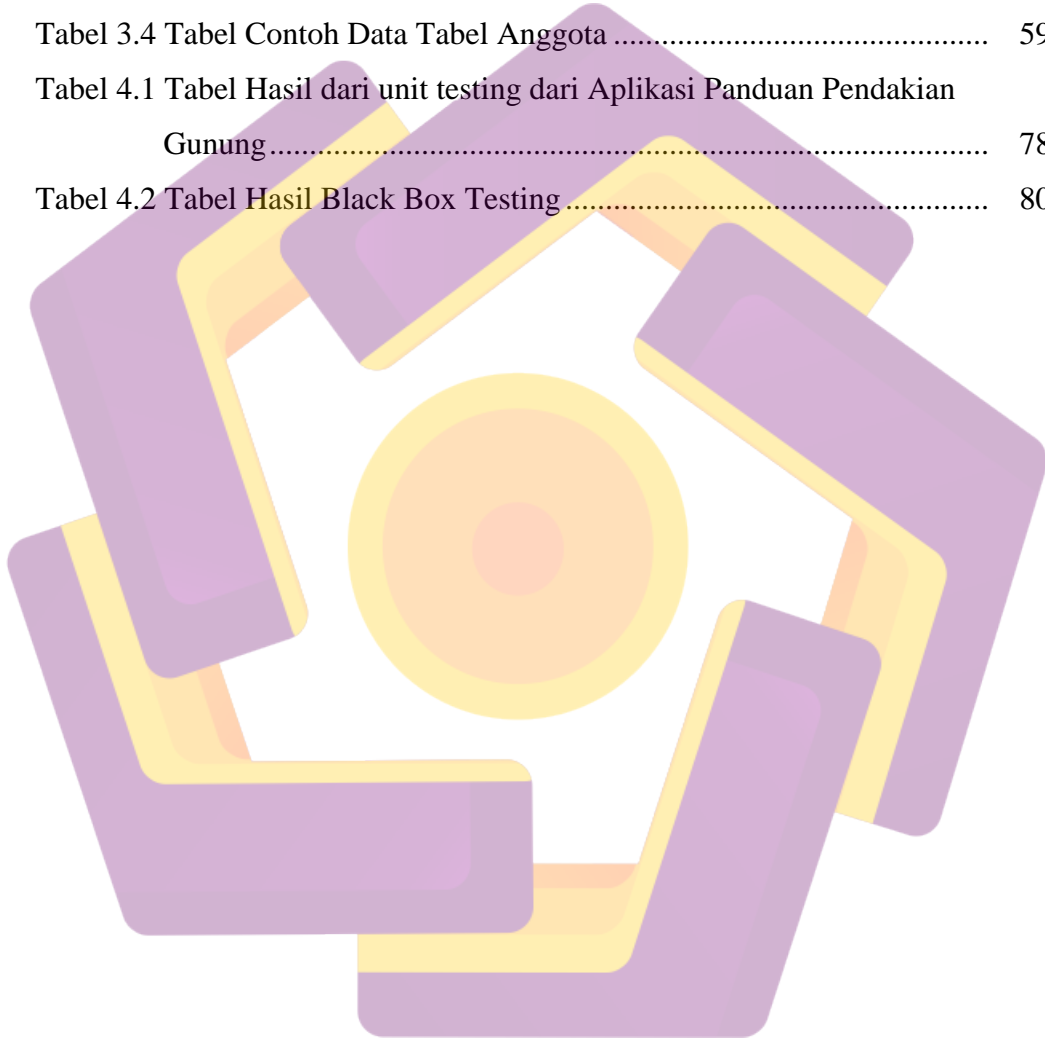 Tabel 3.4 Tabel Contoh Data Tabel Anggota ....................................... 59
Tabel 4.1 Tabel Hasil dari unit testing dari Aplikasi Panduan Pendakian
Gunung........................................................................... 78
Tabel 4.2 Tabel Hasil Black Box Testing ............................................ 80